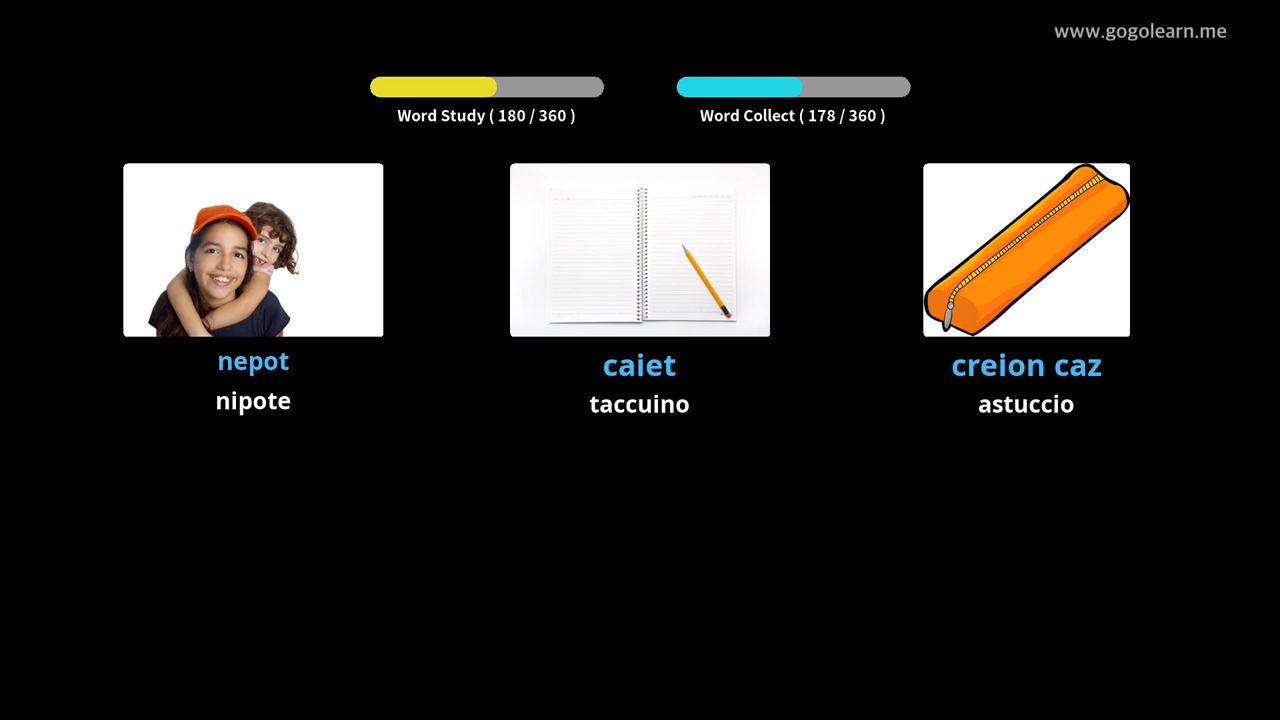 www.gogolearn.me
Word Study ( 180 / 360 )
Word Collect ( 178 / 360 )
nepot
caiet
creion caz
nipote
taccuino
astuccio